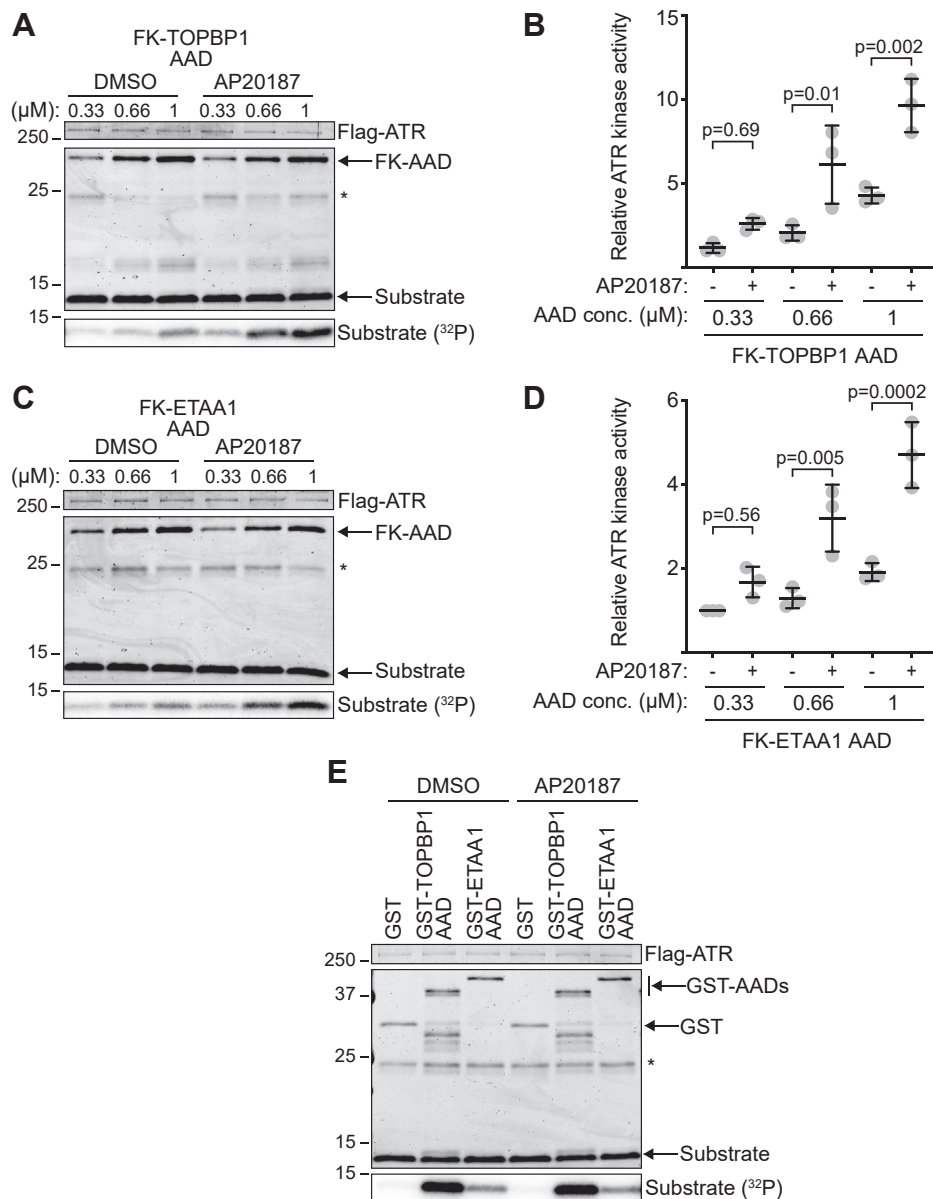 A
FK-TOPBP1
AAD
DMSO AP20187
(µM): 0.33 0.66 1 0.33 0.66 1
250
Flag-ATR
FK-AAD
25
*
15
Substrate
15
Substrate (³²P)
B
Relative ATR kinase activity
15
10
5
p=0.69
p=0.01
p=0.002
AP20187: - + - + - +
AAD conc. (µM): 0.33 0.66 1
FK-TOPBP1 AAD
C
FK-ETAA1
AAD
DMSO AP20187
(µM): 0.33 0.66 1 0.33 0.66 1
250
Flag-ATR
FK-AAD
25
*
15
Substrate
15
Substrate (³²P)
D
Relative ATR kinase activity
6
4
2
p=0.56
p=0.005
p=0.0002
AP20187: - + - + - +
AAD conc. (µM): 0.33 0.66 1
FK-ETAA1 AAD
E
DMSO AP20187
GST
GST-TOPBP1
AAD
GST-ETAA1
AAD
GST
GST-TOPBP1
AAD
GST-ETAA1
AAD
250
Flag-ATR
37
GST-AADs
GST
25
*
15
Substrate
15
Substrate (³²P)